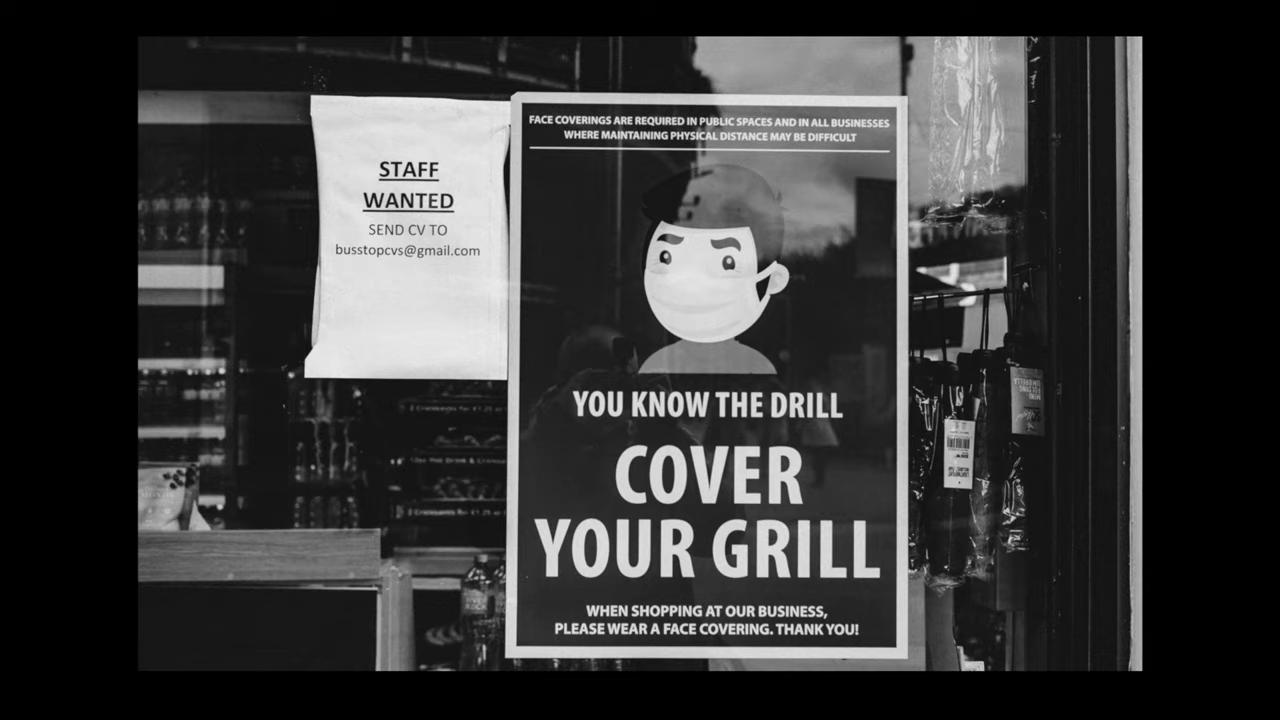 STAFF
WANTED
SEND CV TO
busstopcvs@gmail.com
FACE COVERINGS ARE REQUIRED IN PUBLIC SPACES AND IN ALL BUSINESSES
WHERE MAINTAINING PHYSICAL DISTANCE MAY BE DIFFICULT
YOU KNOW THE DRILL
COVER
YOUR GRILL
WHEN SHOPPING AT OUR BUSINESS,
PLEASE WEAR A FACE COVERING. THANK YOU!